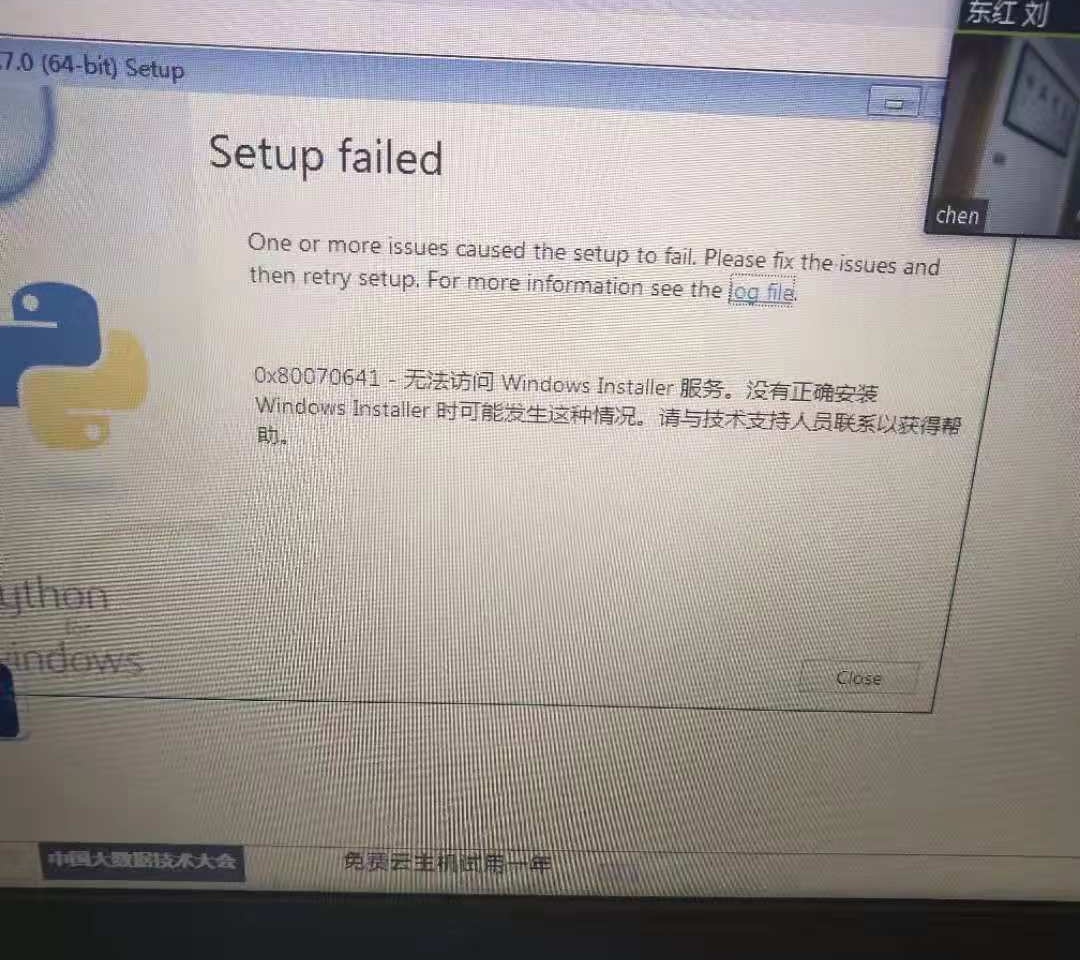 东红 刘
.7.0 (64-bit) Setup
Setup failed
chen
One or more issues caused the setup to fail. Please fix the issues and
then retry setup. For more information see the log file.
0x80070641 - 无法访问 Windows Installer 服务。没有正确安装
Windows Installer 时可能发生这种情况。请与技术支持人员联系以获得帮
助。
ython
for
indows
Close
中国大数据技术大会
免费云主机试用一年